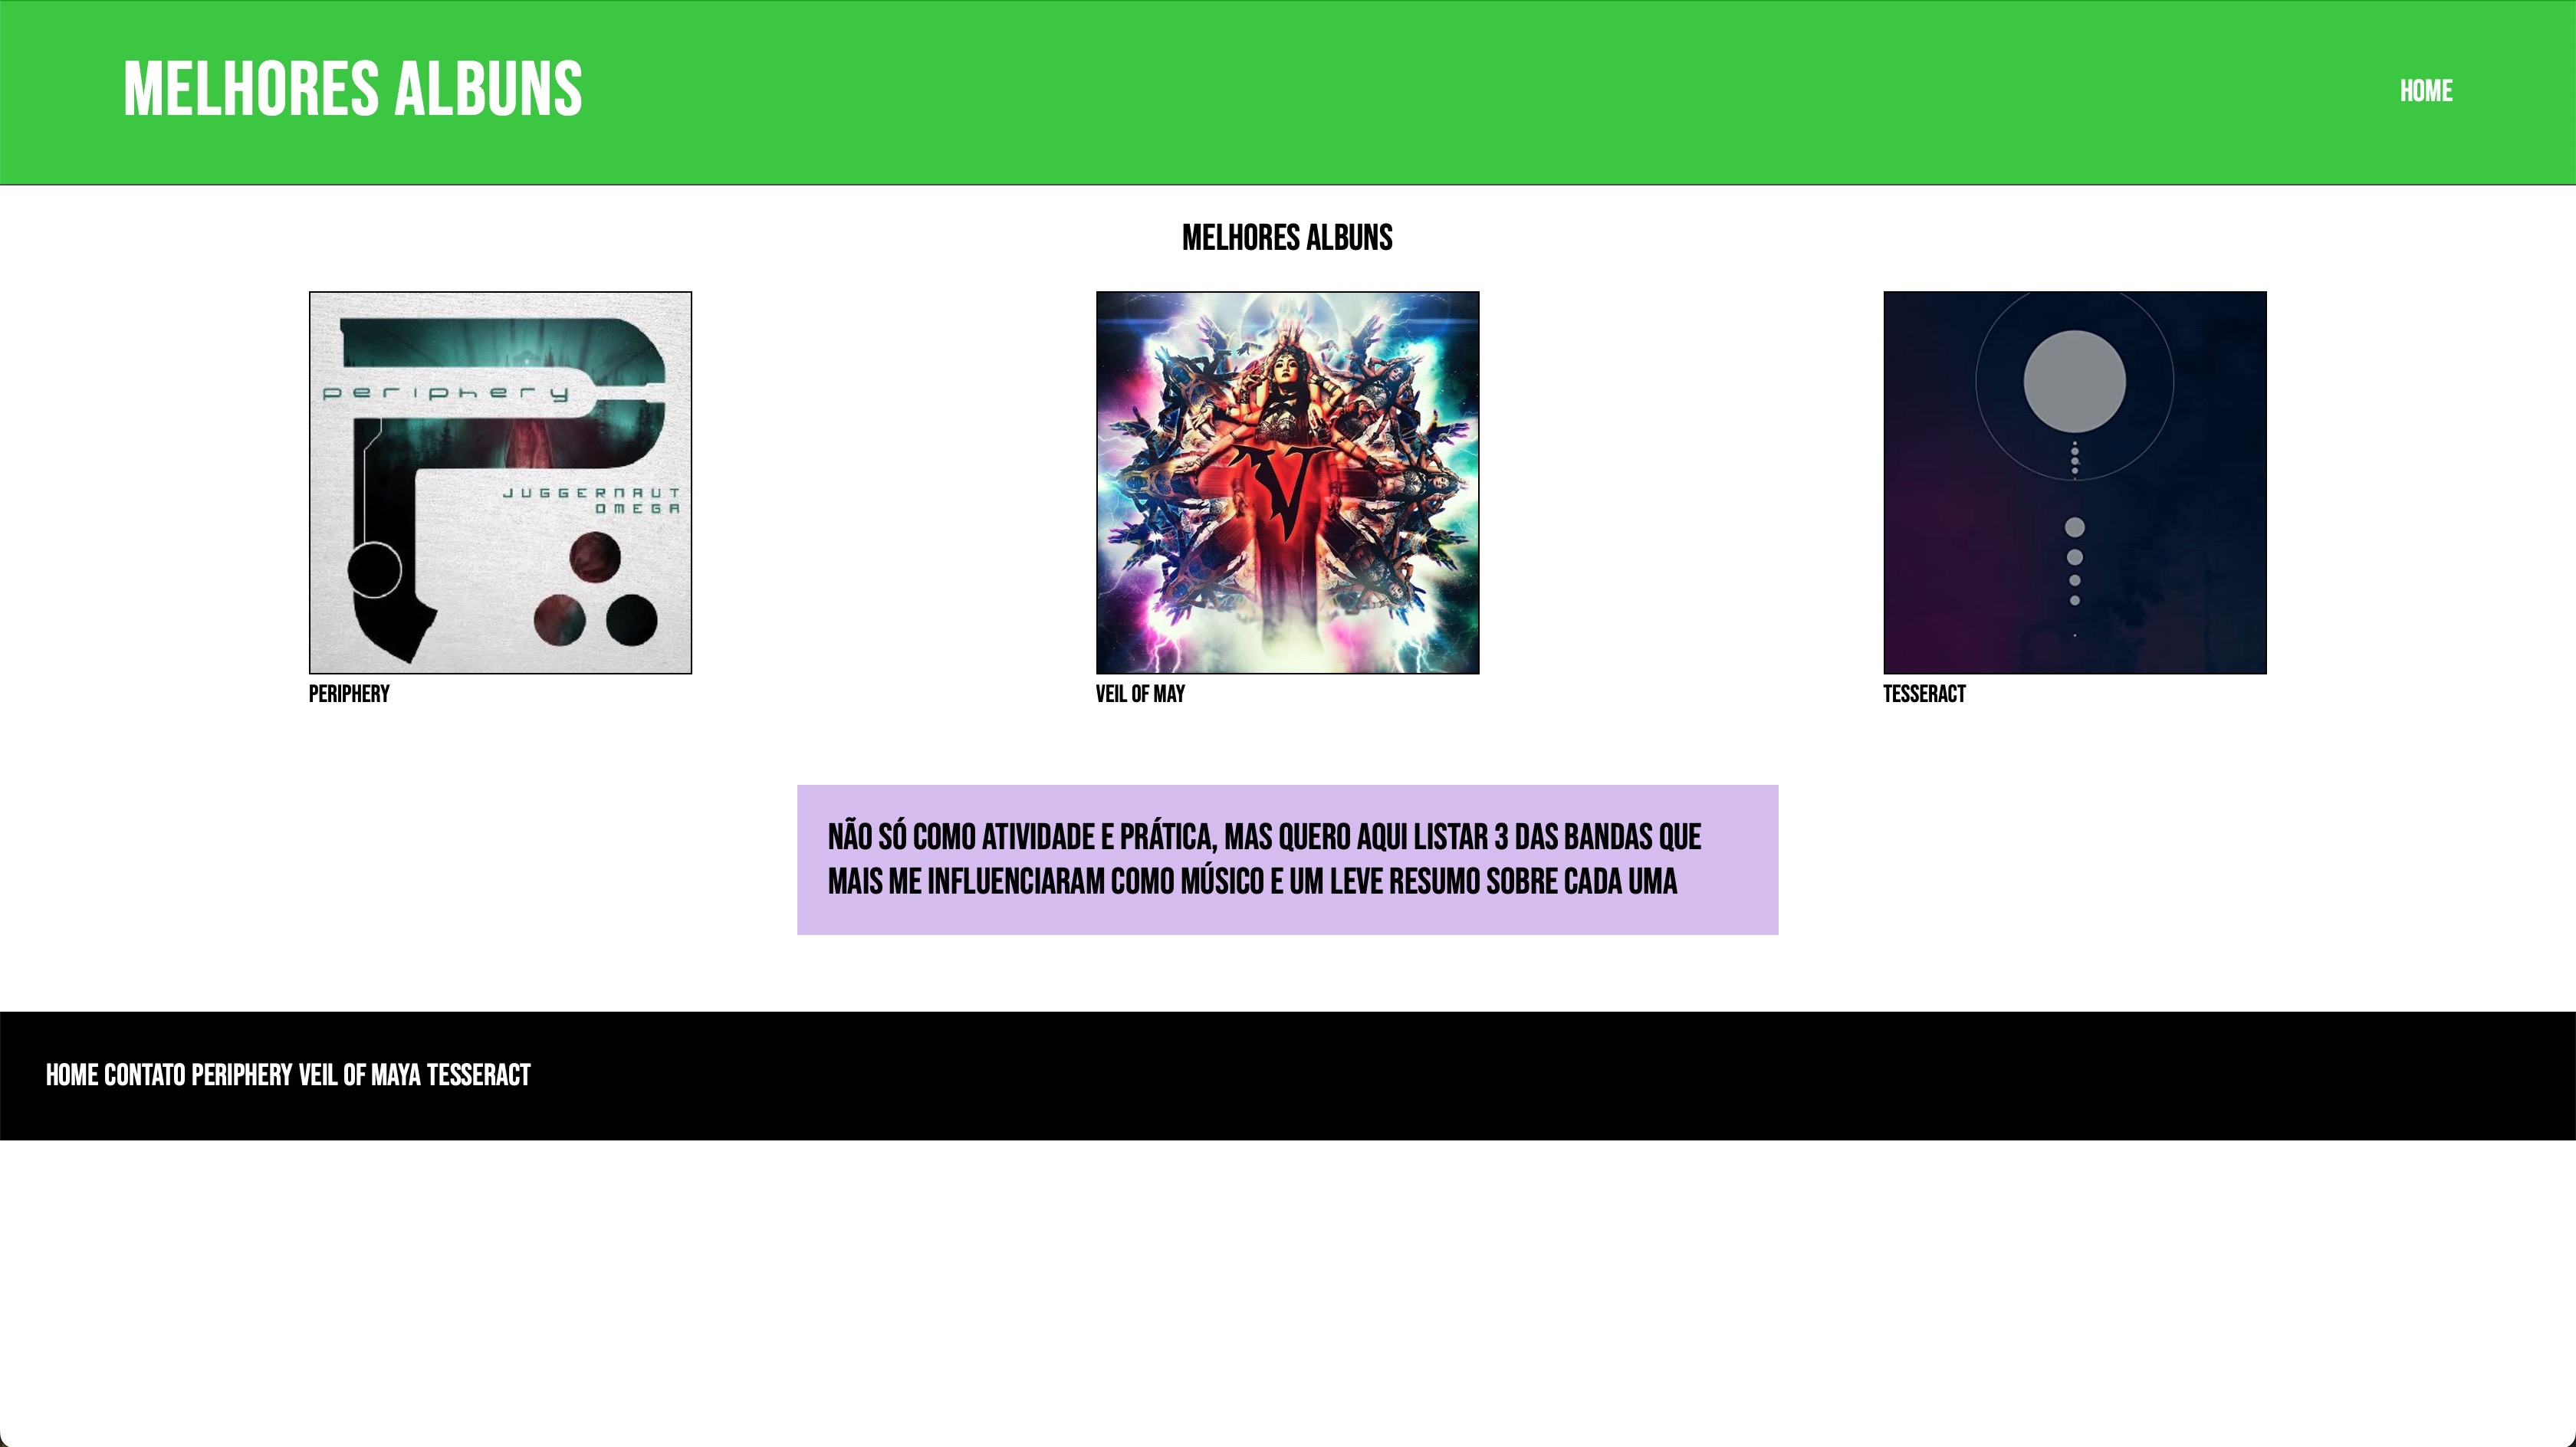 MELHORES ALBUNS
HOME
MELHORES ALBUNS
periphery
JUGGERNAUT
OMEGA
V
PERIPHERY
VEIL OF MAY
TESSERACT
NÃO SÓ COMO ATIVIDADE E PRÁTICA, MAS QUERO AQUI LISTAR 3 DAS BANDAS QUE
MAIS ME INFLUENCIARAM COMO MÚSICO E UM LEVE RESUMO SOBRE CADA UMA
HOME CONTATO PERIPHERY VEIL OF MAYA TESSERACT